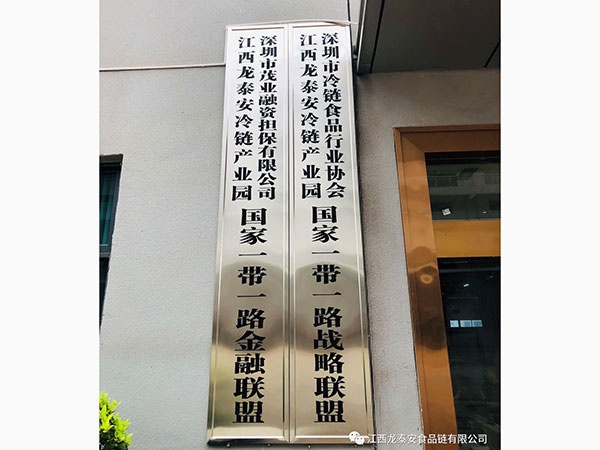 深圳市冷链食品行业协会
江西龙泰安冷链产业园
国家一带一路战略联盟
深圳市茂业融资担保有限公司
江西龙泰安冷链产业园
国家一带一路金融联盟
江西龙泰安食品链有限公司